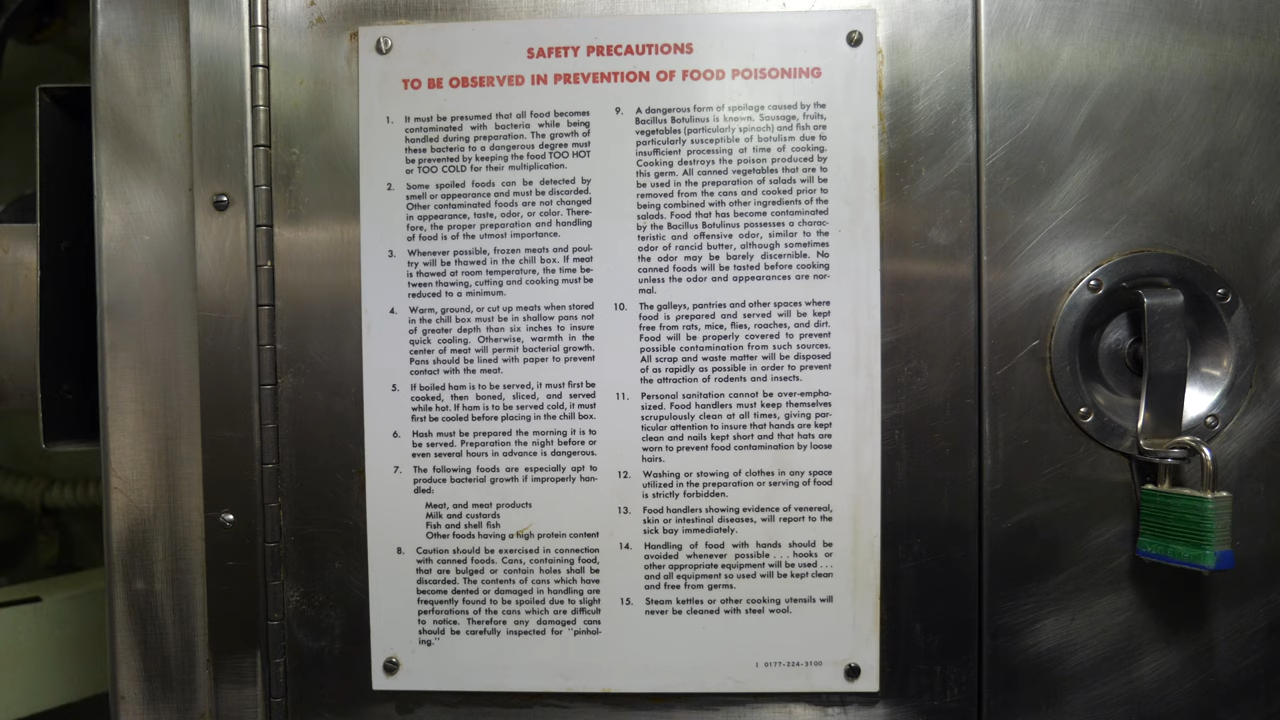 SAFETY PRECAUTIONS
TO BE OBSERVED IN PREVENTION OF FOOD POISONING
1. It must be presumed that all food becomes
contaminated with bacteria while being
handled during preparation. The growth of
these bacteria to a dangerous degree must
be prevented by keeping the food TOO HOT
or TOO COLD for their multiplication.
2. Some spoiled foods can be detected by
smell or appearance and must be discarded.
Other contaminated foods are not changed
in appearance, taste, odor, or color. There-
fore, the proper preparation and handling
of food is of the utmost importance.
3. Whenever possible, frozen meats and poul-
try will be thawed in the chill box. If meat
is thawed at room temperature, the time be-
tween thawing, cutting and cooking must be
reduced to a minimum.
4. Warm, ground, or cut up meats when stored
in the chill box must be in shallow pans not
of greater depth than six inches to insure
quick cooling. Otherwise, warmth in the
center of meat will permit bacterial growth.
Pans should be lined with paper to prevent
contact with the meat.
5. If boiled ham is to be served, it must first be
cooked, then boned, sliced, and served
while hot. If ham is to be served cold, it must
first be cooled before placing in the chill box.
6. Hash must be prepared the morning it is to
be served. Preparation the night before or
even several hours in advance is dangerous.
7. The following foods are especially apt to
produce bacterial growth if improperly han-
dled:
Meat, and meat products
Milk and custards
Fish and shell fish
Other foods having a high protein content
8. Caution should be exercised in connection
with canned foods. Cans, containing food,
that are bulged or contain holes shall be
discarded. The contents of cans which have
become dented or damaged in handling are
frequently found to be spoiled due to slight
perforations of the cans which are difficult
to notice. Therefore any damaged cans
should be carefully inspected for "pinhol-
ing."
9. A dangerous form of spoilage caused by the
Bacillus Botulinus is known. Sausage, fruits,
vegetables (particularly spinach) and fish are
particularly susceptible of botulism due to
insufficient processing at time of cooking.
Cooking destroys the poison produced by
this germ. All canned vegetables that are to
be used in the preparation of salads will be
removed from the cans and cooked prior to
being combined with other ingredients of the
salads. Food that has become contaminated
by the Bacillus Botulinus possesses a charac-
teristic and offensive odor, similar to the
odor of rancid butter, although sometimes
the odor may be barely discernible. No
canned foods will be tasted before cooking
unless the odor and appearances are nor-
mal.
10. The galleys, pantries and other spaces where
food is prepared and served will be kept
free from rats, mice, flies, roaches, and dirt.
Food will be properly covered to prevent
possible contamination from such sources.
All scrap and waste matter will be disposed
of as rapidly as possible in order to prevent
the attraction of rodents and insects.
11. Personal sanitation cannot be over-empha-
sized. Food handlers must keep themselves
scrupulously clean at all times, giving par-
ticular attention to insure that hands are kept
clean and nails kept short and that hats are
worn to prevent food contamination by loose
hairs.
12. Washing or stowing of clothes in any space
utilized in the preparation or serving of food
is strictly forbidden.
13. Food handlers showing evidence of venereal,
skin or intestinal diseases, will report to the
sick bay immediately.
14. Handling of food with hands should be
avoided whenever possible . . . hooks or
other appropriate equipment will be used . . .
and all equipment so used will be kept clean
and free from germs.
15. Steam kettles or other cooking utensils will
never be cleaned with steel wool.
I 0177-224-3100